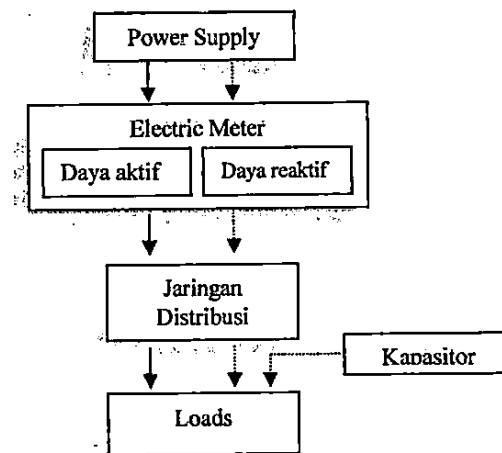 Power Supply
Electric Meter
Daya aktif
Daya reaktif
Jaringan
Distribusi
Kapasitor
Loads